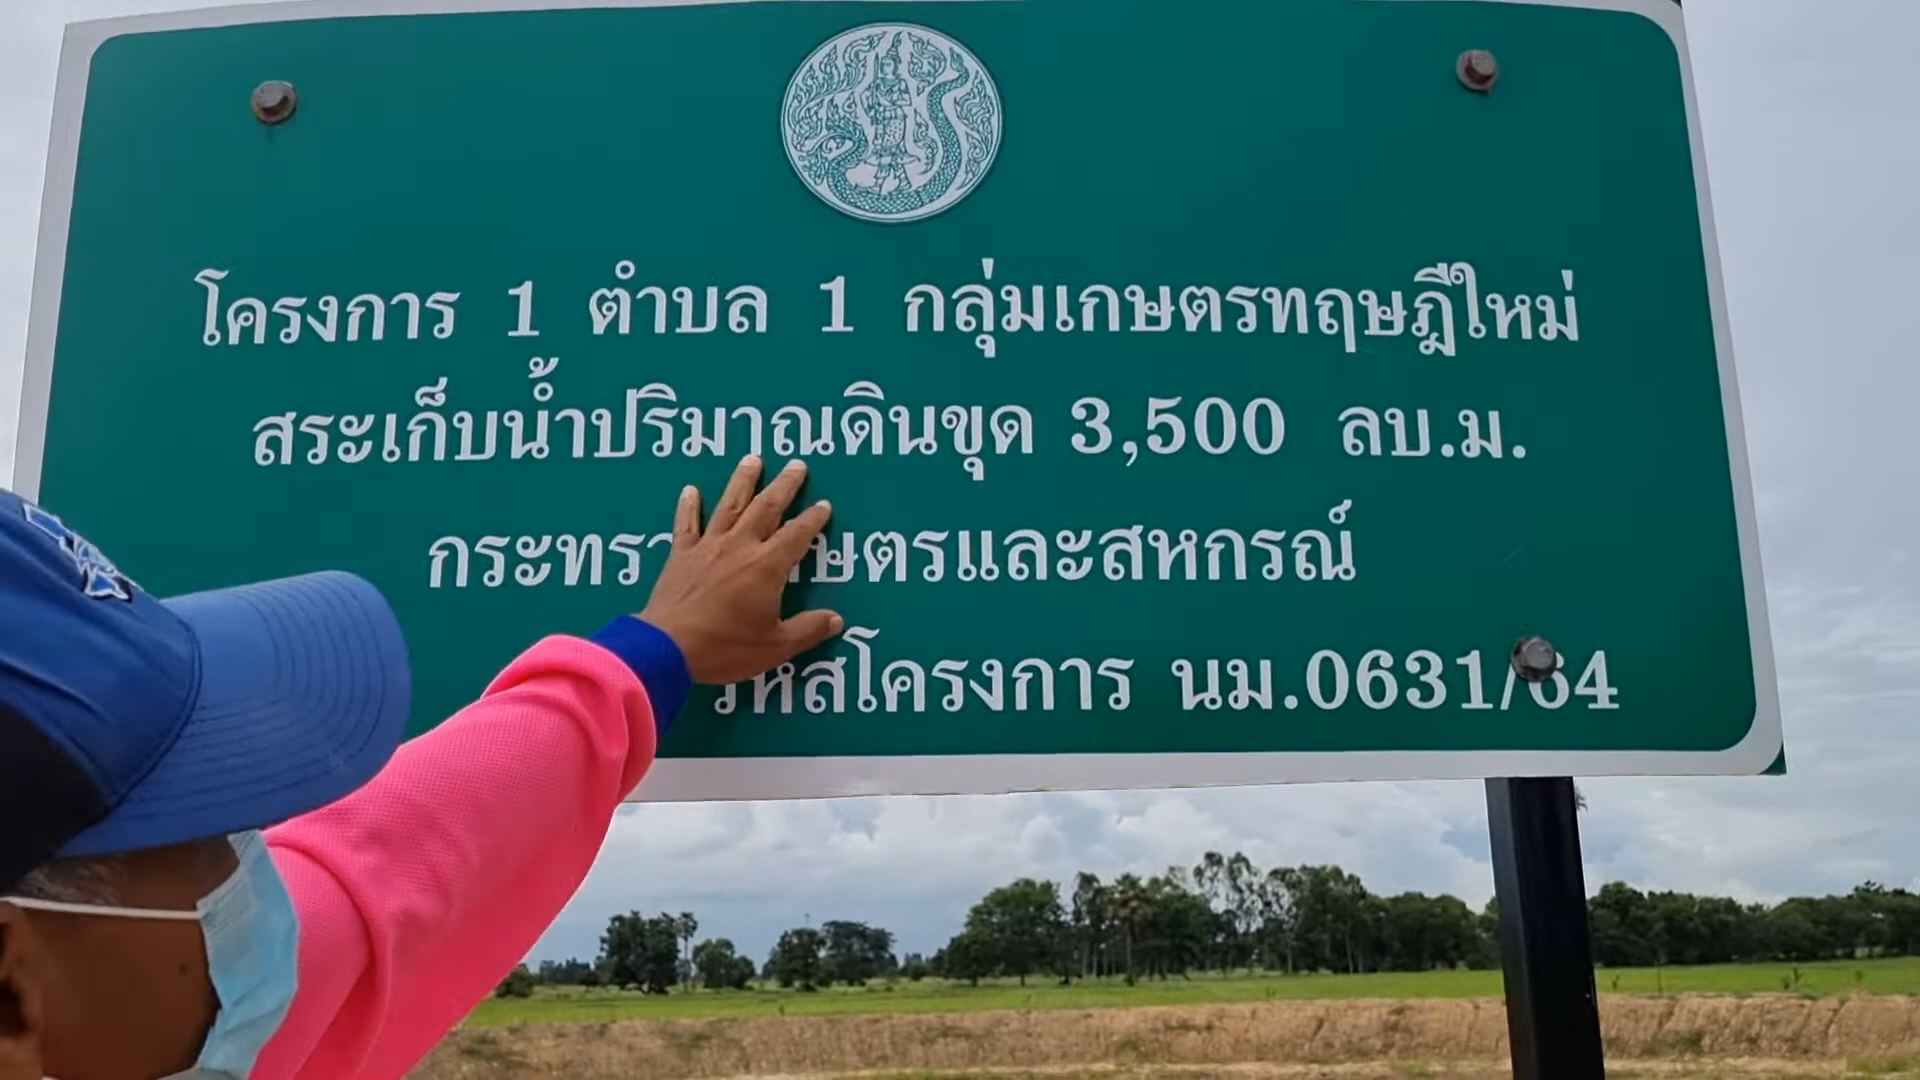 โครงการ 1 ตำบล 1 กลุ่มเกษตรทฤษฎีใหม่
สระเก็บน้ำปริมาณดินขุด 3,500 ลบ.ม.
กระทรวงเกษตรและสหกรณ์
รหัสโครงการ นม.0631/64